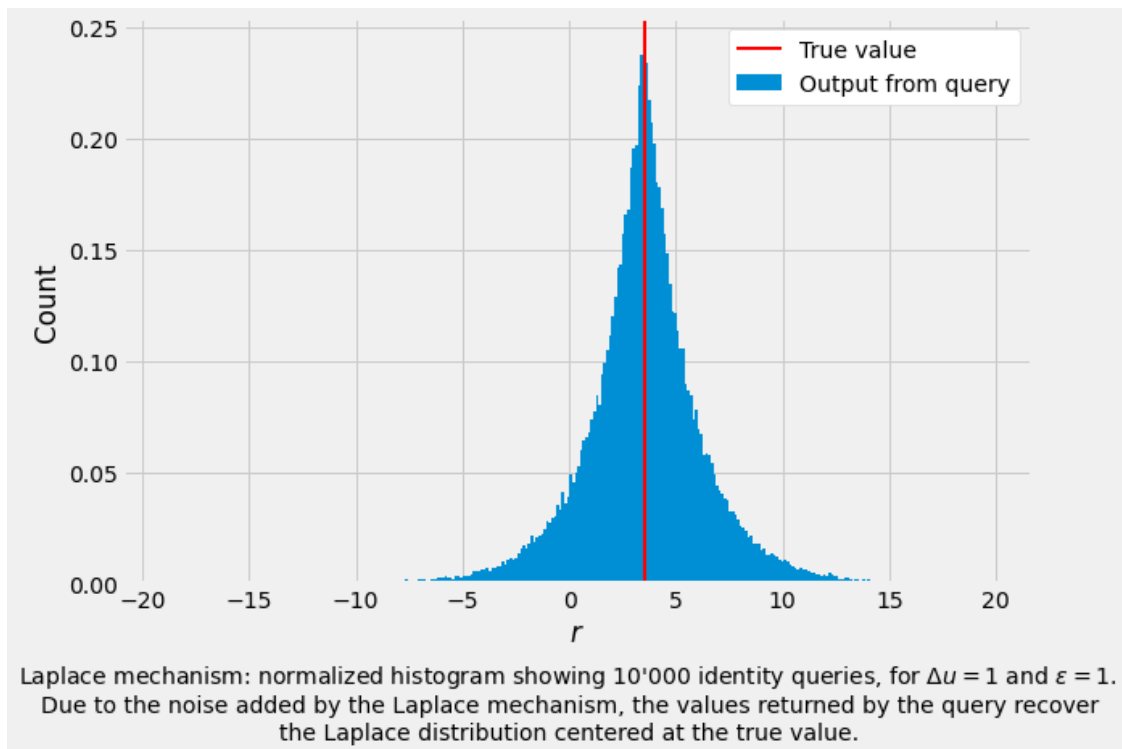 0.25
0.20
0.15
0.10
0.05
0.00
Count
True value
Output from query
−20
−15
−10
−5
0
5
10
15
20
r
Laplace mechanism: normalized histogram showing 10'000 identity queries, for Δu = 1 and ε = 1.
Due to the noise added by the Laplace mechanism, the values returned by the query recover
the Laplace distribution centered at the true value.